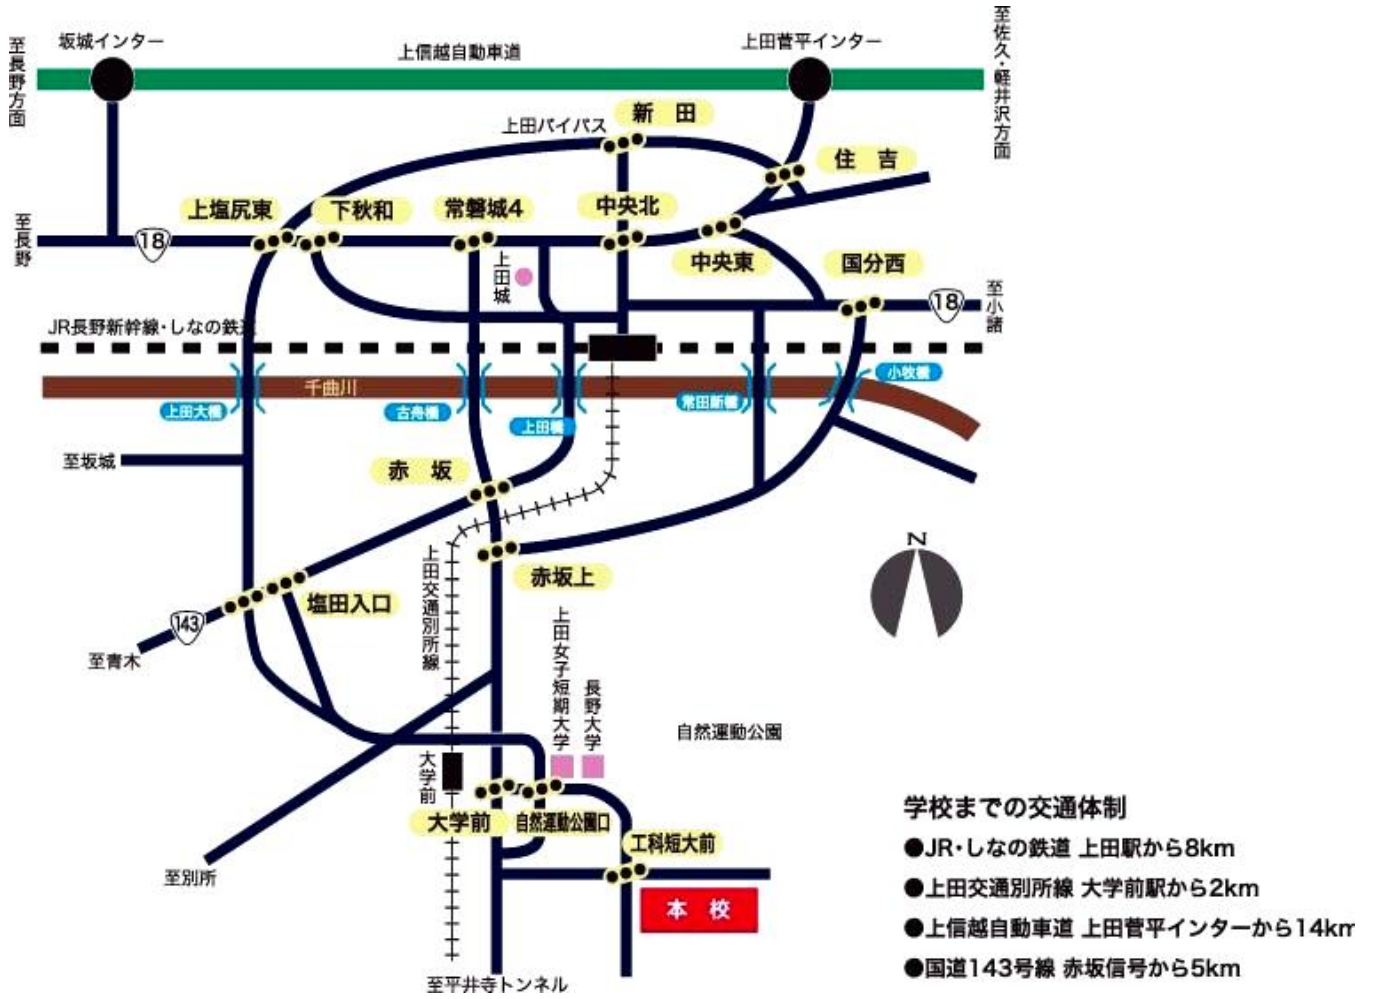 至長野方面
坂城インター
上信越自動車道
上田菅平インター
至佐久・軽井沢方面
上田バイパス
新 田
住 吉
至長野
18
上塩尻東
下秋和
常磐城4
中央北
中央東
国分西
上田城
18
至小諸
JR長野新幹線・しなの鉄道
千曲川
上田大橋
古舟橋
上田橋
常田新橋
小牧橋
至坂城
赤 坂
赤坂上
N
塩田入口
143
至青木
上田交通別所線
上田女子短期大学
長野大学
自然運動公園
大学前
大学前
自然運動公園口
工科短大前
至別所
本 校
至平井寺トンネル
学校までの交通体制
●JR・しなの鉄道 上田駅から8km
●上田交通別所線 大学前駅から2km
●上信越自動車道 上田菅平インターから14km
●国道143号線 赤坂信号から5km